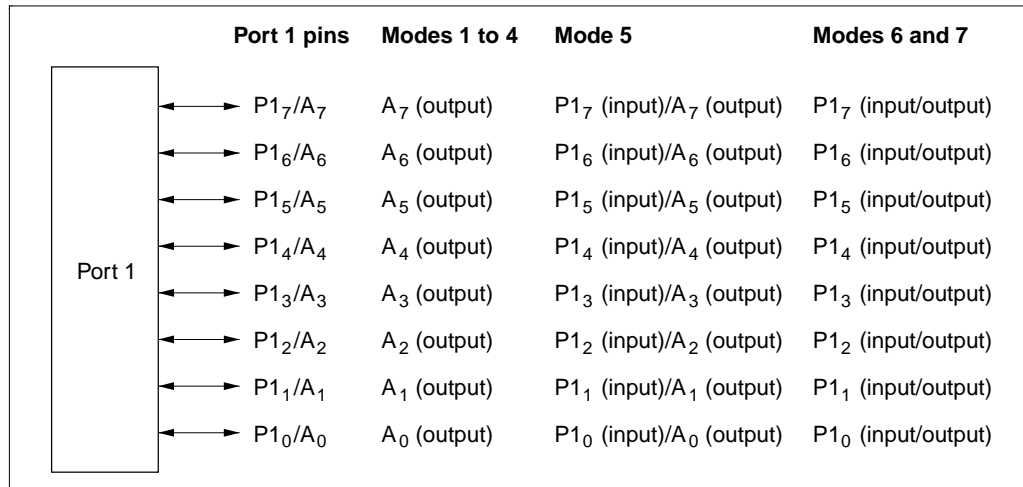 Port 1 pins Modes 1 to 4 Mode 5 Modes 6 and 7
P1₇/A₇ A₇ (output) P1₇ (input)/A₇ (output) P1₇ (input/output)
P1₆/A₆ A₆ (output) P1₆ (input)/A₆ (output) P1₆ (input/output)
P1₅/A₅ A₅ (output) P1₅ (input)/A₅ (output) P1₅ (input/output)
P1₄/A₄ A₄ (output) P1₄ (input)/A₄ (output) P1₄ (input/output)
Port 1
P1₃/A₃ A₃ (output) P1₃ (input)/A₃ (output) P1₃ (input/output)
P1₂/A₂ A₂ (output) P1₂ (input)/A₂ (output) P1₂ (input/output)
P1₁/A₁ A₁ (output) P1₁ (input)/A₁ (output) P1₁ (input/output)
P1₀/A₀ A₀ (output) P1₀ (input)/A₀ (output) P1₀ (input/output)